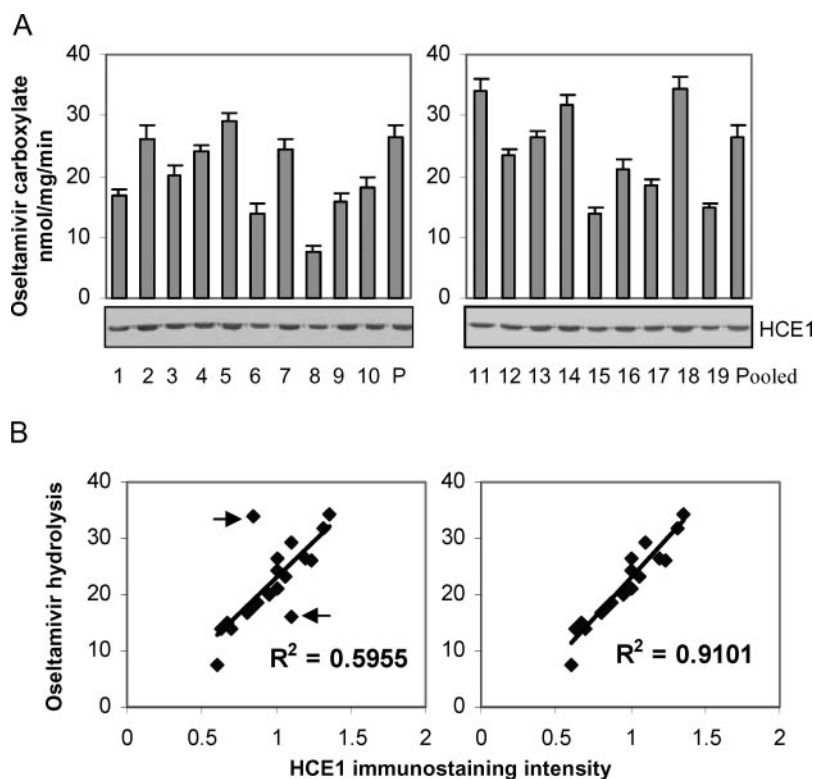 A
Oseltamivir carboxylate
nmol/mg/min
40
30
20
10
0
40
30
20
10
0
HCE1
1 2 3 4 5 6 7 8 9 10 P
11 12 13 14 15 16 17 18 19 Pooled
B
Oseltamivir hydrolysis
40
30
20
10
0
R² = 0.5955
0 0.5 1 1.5 2
40
30
20
10
0
R² = 0.9101
0 0.5 1 1.5 2
HCE1 immunostaining intensity